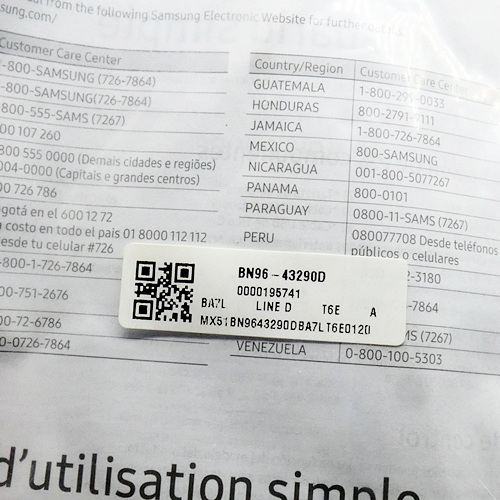 from the following Samsung Electronic Website for further details.
sung.com/
Customer Care Center
-800-SAMSUNG (726-7864)
-800-SAMSUNG(726-7864)
-800-555-SAMS (7267)
00 107 260
800 555 0000 (Demais cidades e regiões)
004-0000 (Capitais e grandes centros)
00 726 786
gotá en el 600 12 72
costo en todo el pais 01 8000 112 112
desde tu celular #726
-800-1-726-7864
00-751-2676
00-72-6786
0-0726-7864
Country/Region Customer Care Center
GUATEMALA 1-800-299-0033
HONDURAS 800-2791-9111
JAMAICA 1-800-726-7864
MEXICO 800-SAMSUNG
NICARAGUA 001-800-5077267
PANAMA 800-0101
PARAGUAY 0800-11-SAMS (7267)
PERU 080077708 Desde teléfonos
públicos o celulares
-3180
-7864
MS (7267)
VENEZUELA 0-800-100-5303
BN96-43290D
0000195741
BA7L LINE D T6E A
MX51BN9643290DBA7LT6E0120
d'utilisation simple